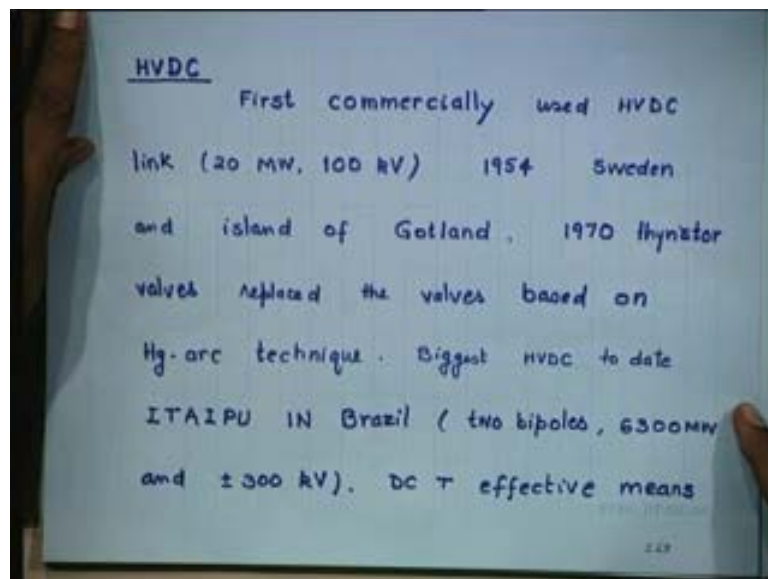 HVDC
First commercially used HVDC
link (20 MW, 100 kV) 1954 Sweden
and island of Gotland. 1970 thyristor
valves replaced the valves based on
Hg-arc technique. Biggest HVDC to date
ITAIPU IN Brazil (two bipoles, 6300MW
and ± 300 kV). DC T effective means